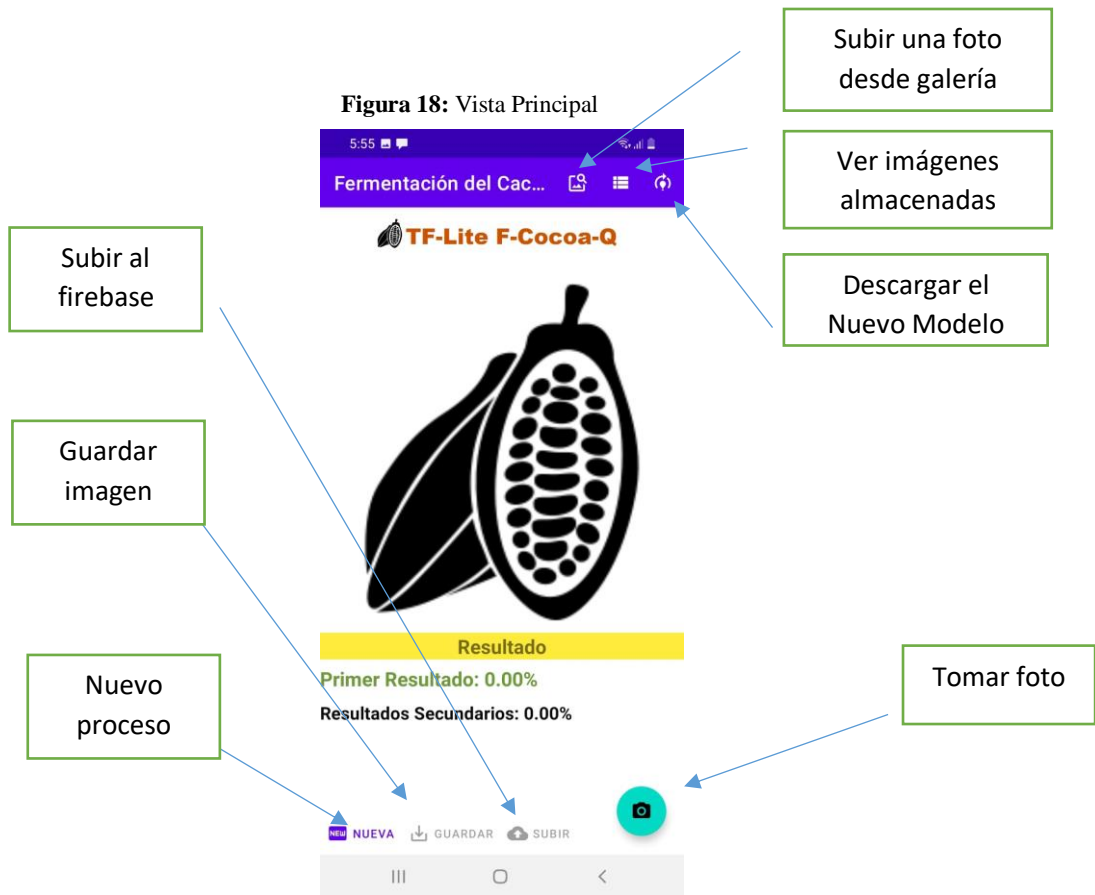 Subir una foto
desde galería
Figura 18: Vista Principal
5:55
Fermentación del Cac...
Ver imágenes
almacenadas
TF-Lite F-Cocoa-Q
Subir al
firebase
Descargar el
Nuevo Modelo
Guardar
imagen
Resultado
Primer Resultado: 0.00%
Resultados Secundarios: 0.00%
Nuevo
proceso
Tomar foto
NEW NUEVA
GUARDAR
SUBIR